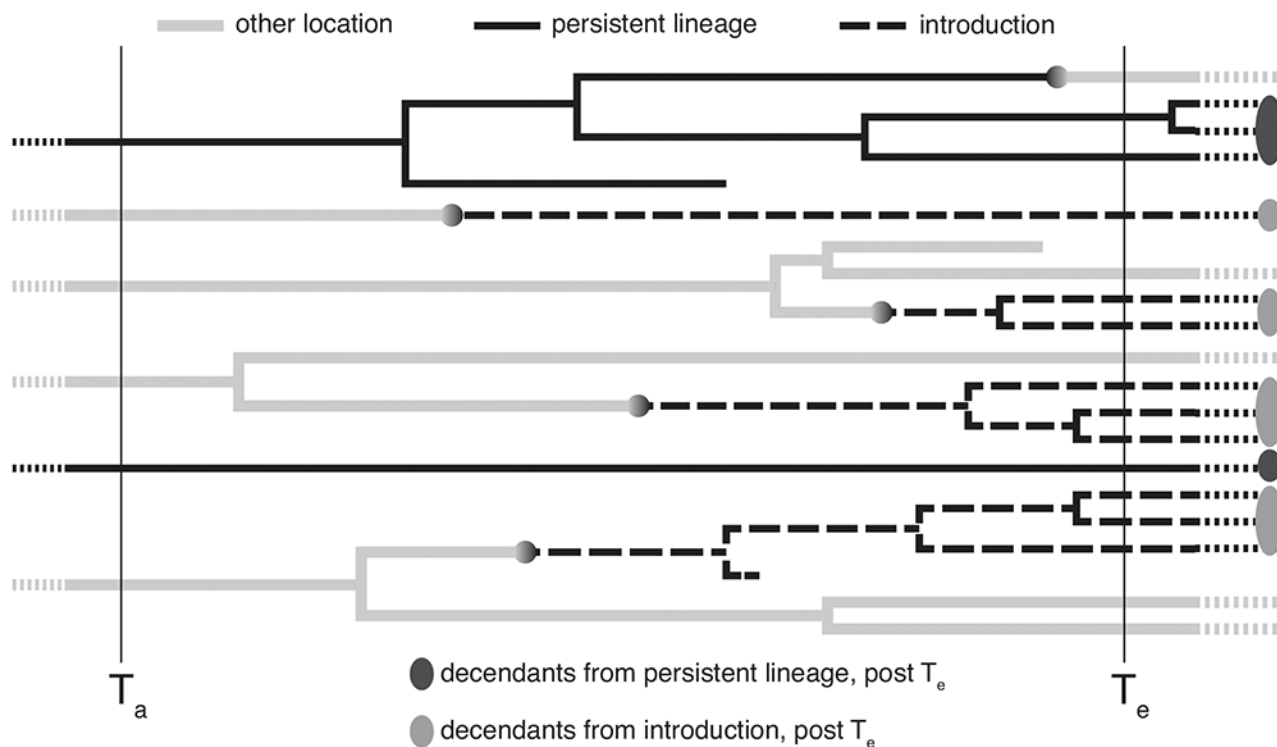 other location persistent lineage introduction
decendants from persistent lineage, post Te
Ta Te
decendants from introduction, post Te